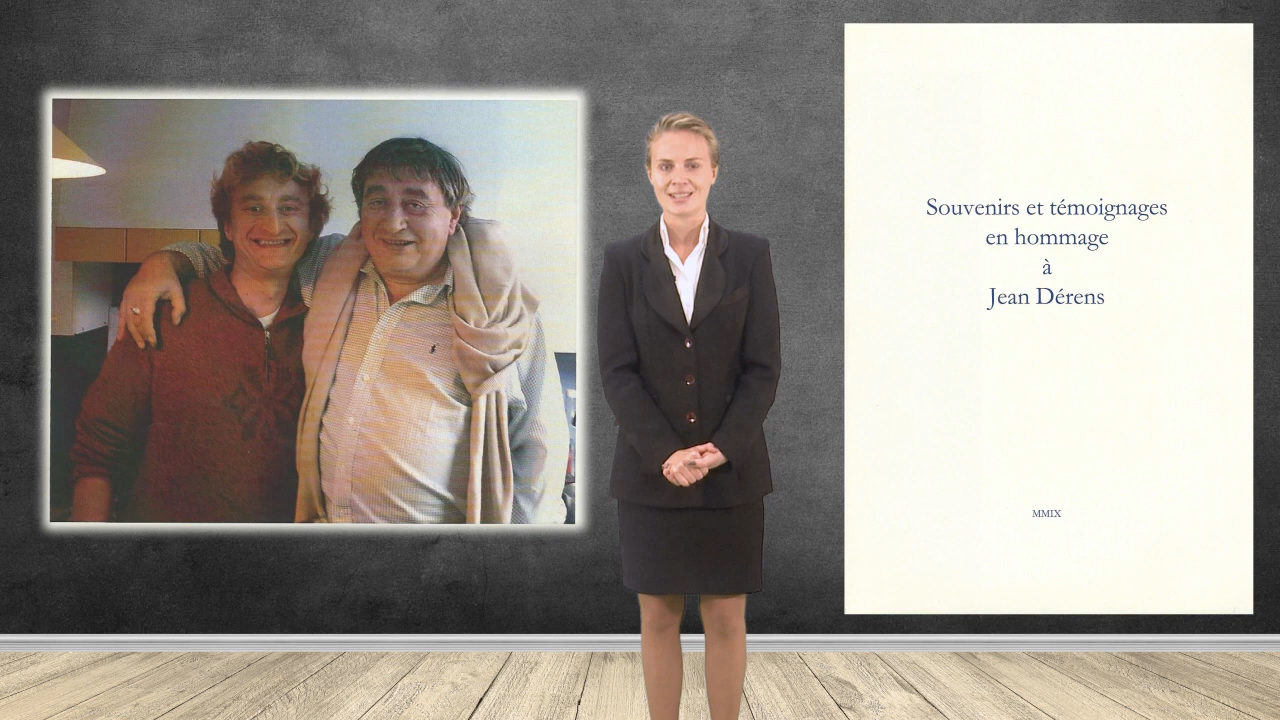 Souvenirs et témoignages
en hommage
à
Jean Dérens
MMIX